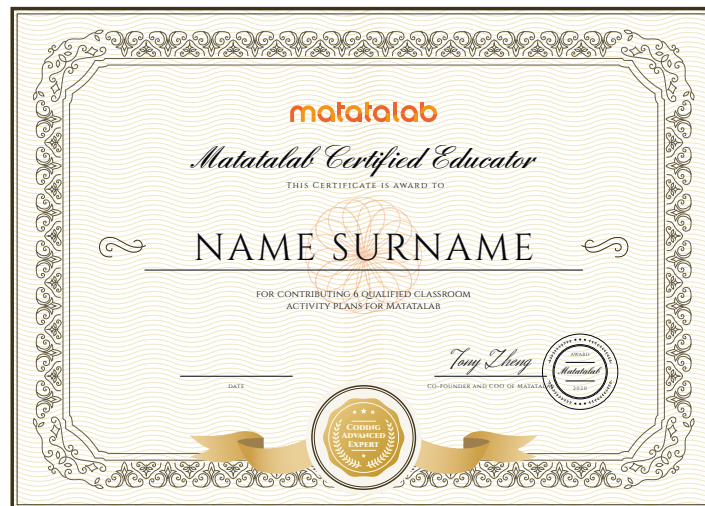 matatalab
Matatalab Certified Educator
This Certificate is award to
NAME SURNAME
for contributing 6 qualified classroom
activity plans for Matatalab
Tony Zheng
date
Co-founder and COO of Matatalab
AWARD
Matatalab
2020
Coding
Advanced
Expert